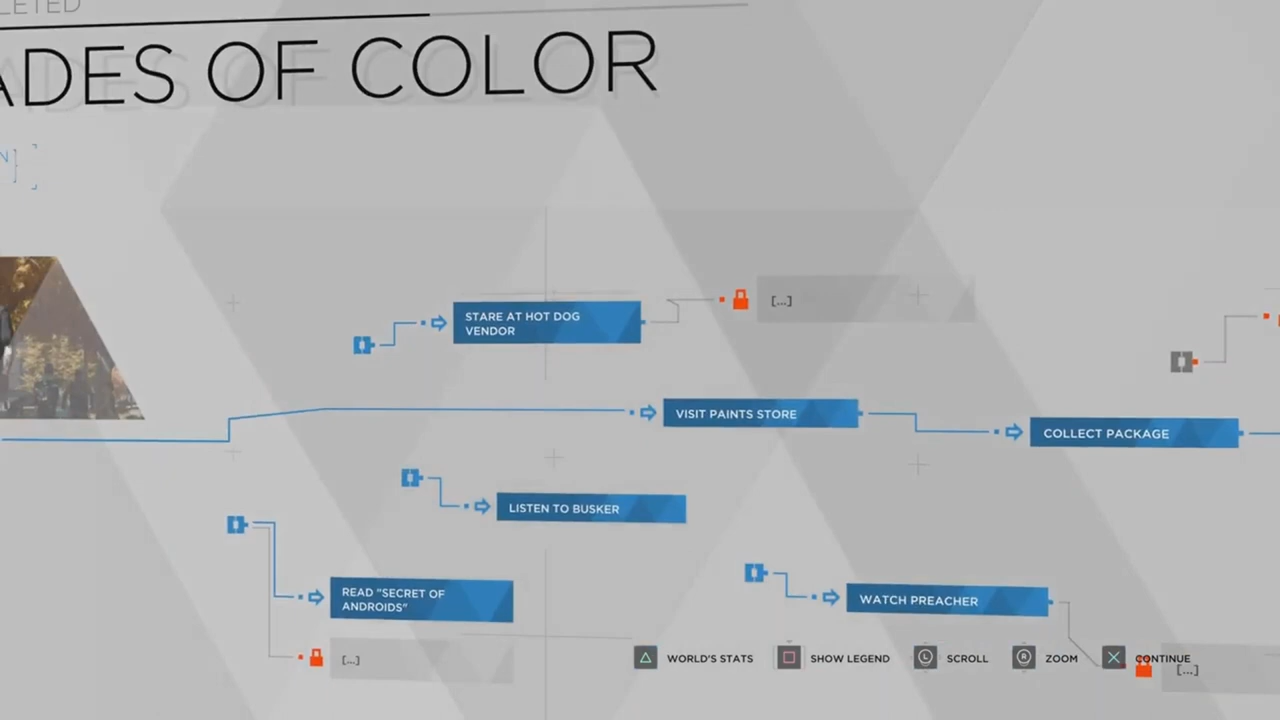 LETED
ADES OF COLOR
N]
STARE AT HOT DOG
VENDOR
[...]
VISIT PAINTS STORE
COLLECT PACKAGE
LISTEN TO BUSKER
READ "SECRET OF
ANDROIDS"
WATCH PREACHER
[...]
WORLD'S STATS
SHOW LEGEND
L
SCROLL
R
ZOOM
CONTINUE
[...]